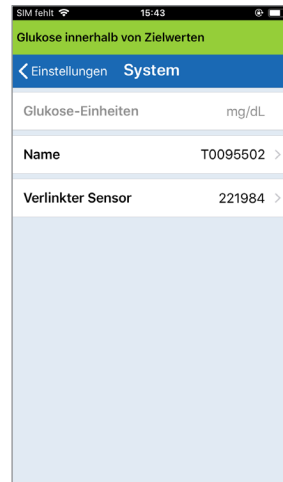 SIM fehlt 15:43
Glukose innerhalb von Zielwerten
Einstellungen System
Glukose-Einheiten mg/dL
Name T0095502
Verlinkter Sensor 221984